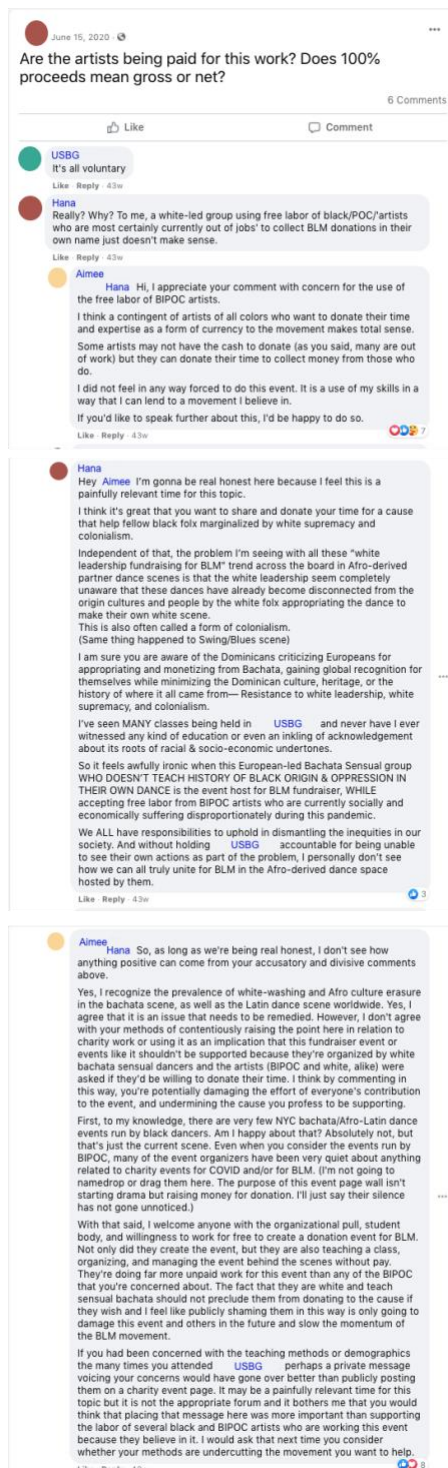 June 15, 2020 ·
Are the artists being paid for this work? Does 100%
proceeds mean gross or net?
6 Comments
Like
Comment
USBG
It's all voluntary
Like · Reply · 43w
Hana
Really? Why? To me, a white-led group using free labor of black/POC/'artists
who are most certainly currently out of jobs' to collect BLM donations in their
own name just doesn't make sense.
Like · Reply · 43w
Aimee
Hana Hi, I appreciate your comment with concern for the use of
the free labor of BIPOC artists.
I think a contingent of artists of all colors who want to donate their time
and expertise as a form of currency to the movement makes total sense.
Some artists may not have the cash to donate (as you said, many are out
of work) but they can donate their time to collect money from those who
do.
I did not feel in any way forced to do this event. It is a use of my skills in a
way that I can lend to a movement I believe in.
If you'd like to speak further about this, I'd be happy to do so.
7
Like · Reply · 43w
Hana
Hey Aimee I'm gonna be real honest here because I feel this is a
painfully relevant time for this topic.
I think it's great that you want to share and donate your time for a cause
that help fellow black folx marginalized by white supremacy and
colonialism.
Independent of that, the problem I'm seeing with all these "white
leadership fundraising for BLM" trend across the board in Afro-derived
partner dance scenes is that the white leadership seem completely
unaware that these dances have already become disconnected from the
origin cultures and people by the white folx appropriating the dance to
make their own white scene.
This is also often called a form of colonialism.
(Same thing happened to Swing/Blues scene)
I am sure you are aware of the Dominicans criticizing Europeans for
appropriating and monetizing from Bachata, gaining global recognition for
themselves while minimizing the Dominican culture, heritage, or the
history of where it all came from— Resistance to white leadership, white
supremacy, and colonialism.
I've seen MANY classes being held in USBG and never have I ever
witnessed any kind of education or even an inkling of acknowledgement
about its roots of racial & socio-economic undertones.
So it feels awfully ironic when this European-led Bachata Sensual group
WHO DOESN'T TEACH HISTORY OF BLACK ORIGIN & OPPRESSION IN
THEIR OWN DANCE is the event host for BLM fundraiser, WHILE
accepting free labor from BIPOC artists who are currently socially and
economically suffering disproportionately during this pandemic.
We ALL have responsibilities to uphold in dismantling the inequities in our
society. And without holding USBG accountable for being unable
to see their own actions as part of the problem, I personally don't see
how we can all truly unite for BLM in the Afro-derived dance space
hosted by them.
3
Like · Reply · 43w
Aimee
Hana So, as long as we're being real honest, I don't see how
anything positive can come from your accusatory and divisive comments
above.
Yes, I recognize the prevalence of white-washing and Afro culture erasure
in the bachata scene, as well as the Latin dance scene worldwide. Yes, I
agree that it is an issue that needs to be remedied. However, I don't agree
with your methods of contentiously raising the point here in relation to
charity work or using it as an implication that this fundraiser event or
events like it shouldn't be supported because they're organized by white
bachata sensual dancers and the artists (BIPOC and white, alike) were
asked if they'd be willing to donate their time. I think by commenting in
this way, you're potentially damaging the effort of everyone's contribution
to the event, and undermining the cause you profess to be supporting.
First, to my knowledge, there are very few NYC bachata/Afro-Latin dance
events run by black dancers. Am I happy about that? Absolutely not, but
that's just the current scene. Even when you consider the events run by
BIPOC, many of the event organizers have been very quiet about anything
related to charity events for COVID and/or for BLM. (I'm not going to
namedrop or drag them here. The purpose of this event page wall isn't
starting drama but raising money for donation. I'll just say their silence
has not gone unnoticed.)
With that said, I welcome anyone with the organizational pull, student
body, and willingness to work for free to create a donation event for BLM.
Not only did they create the event, but they are also teaching a class,
organizing, and managing the event behind the scenes without pay.
They're doing far more unpaid work for this event than any of the BIPOC
that you're concerned about. The fact that they are white and teach
sensual bachata should not preclude them from donating to the cause if
they wish and I feel like publicly shaming them in this way is only going to
damage this event and others in the future and slow the momentum of
the BLM movement.
If you had been concerned with the teaching methods or demographics
the many times you attended USBG perhaps a private message
voicing your concerns would have gone over better than publicly posting
them on a charity event page. It may be a painfully relevant time for this
topic but it is not the appropriate forum and it bothers me that you would
think that placing that message here was more important than supporting
the labor of several black and BIPOC artists who are working this event
because they believe in it. I would ask that next time you consider
whether your methods are undercutting the movement you want to help.
8